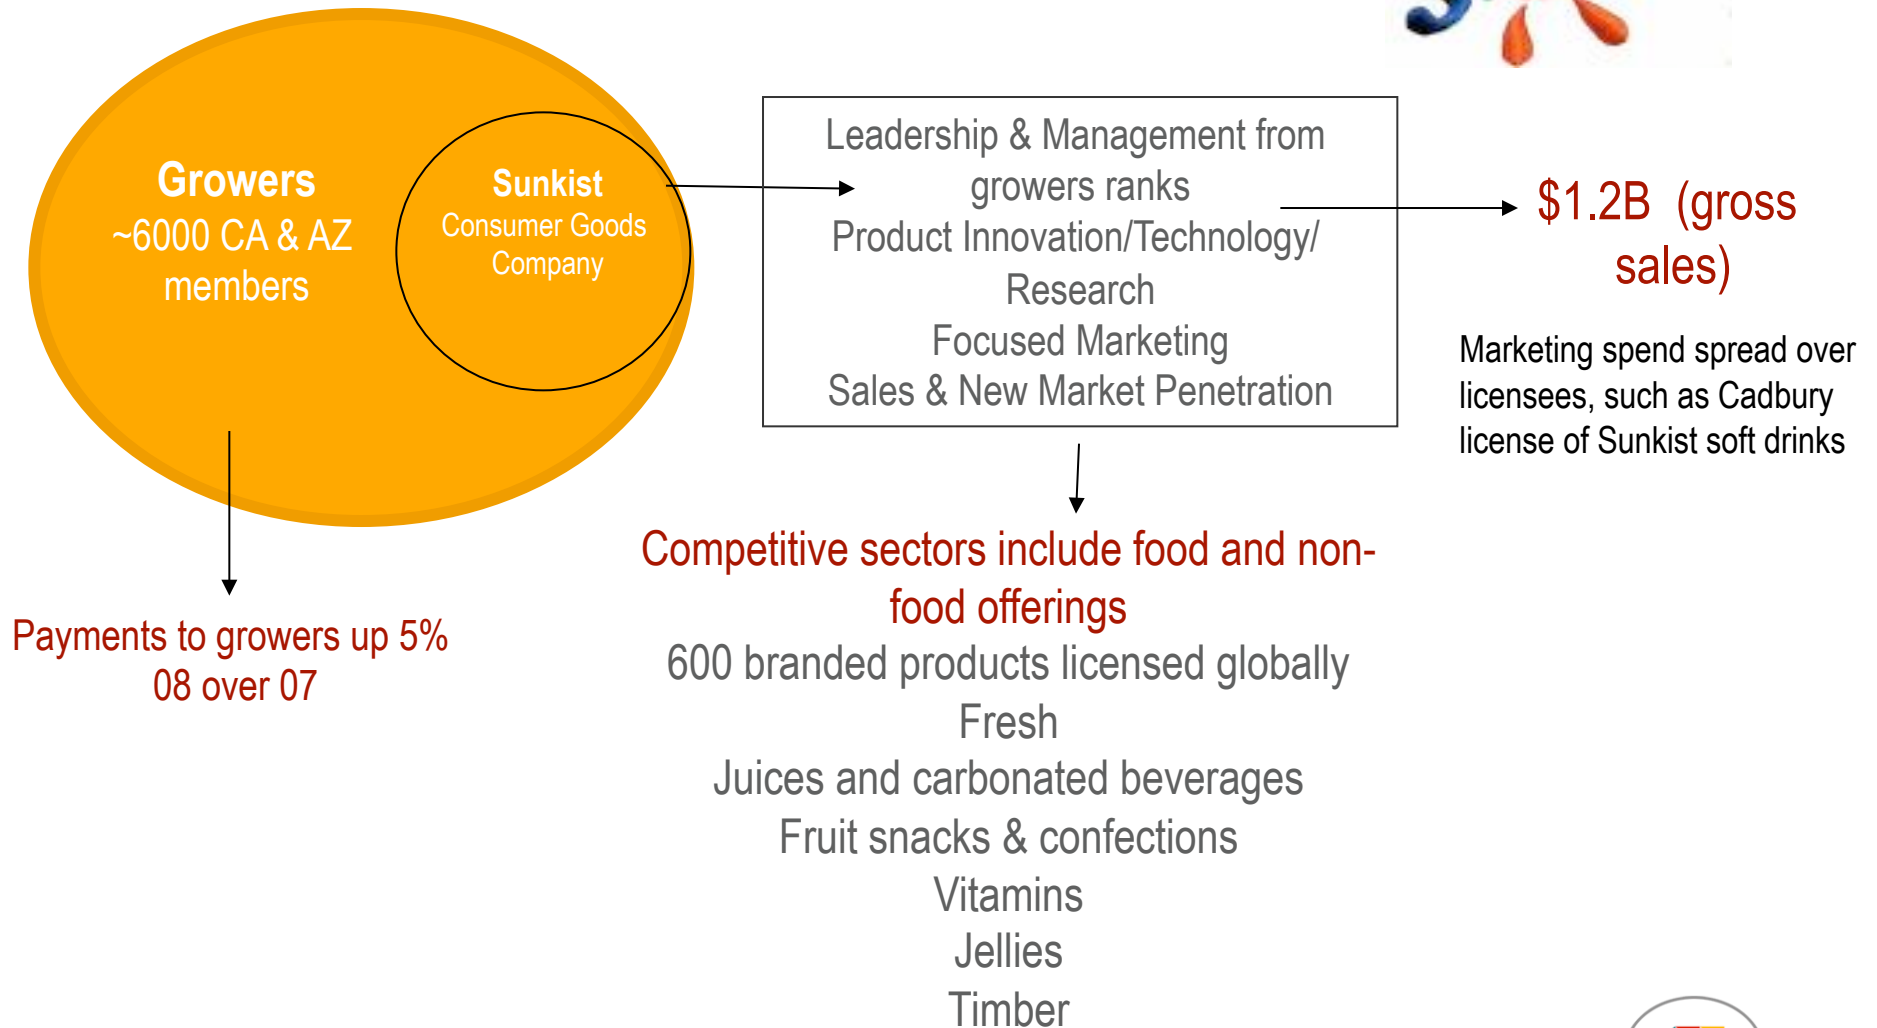 Growers
~6000 CA & AZ
members
Sunkist
Consumer Goods
Company
Leadership & Management from
growers ranks
Product Innovation/Technology/
Research
Focused Marketing
Sales & New Market Penetration
$1.2B (gross
sales)
Marketing spend spread over
licensees, such as Cadbury
license of Sunkist soft drinks
Payments to growers up 5%
08 over 07
Competitive sectors include food and non-
food offerings
600 branded products licensed globally
Fresh
Juices and carbonated beverages
Fruit snacks & confections
Vitamins
Jellies
Timber